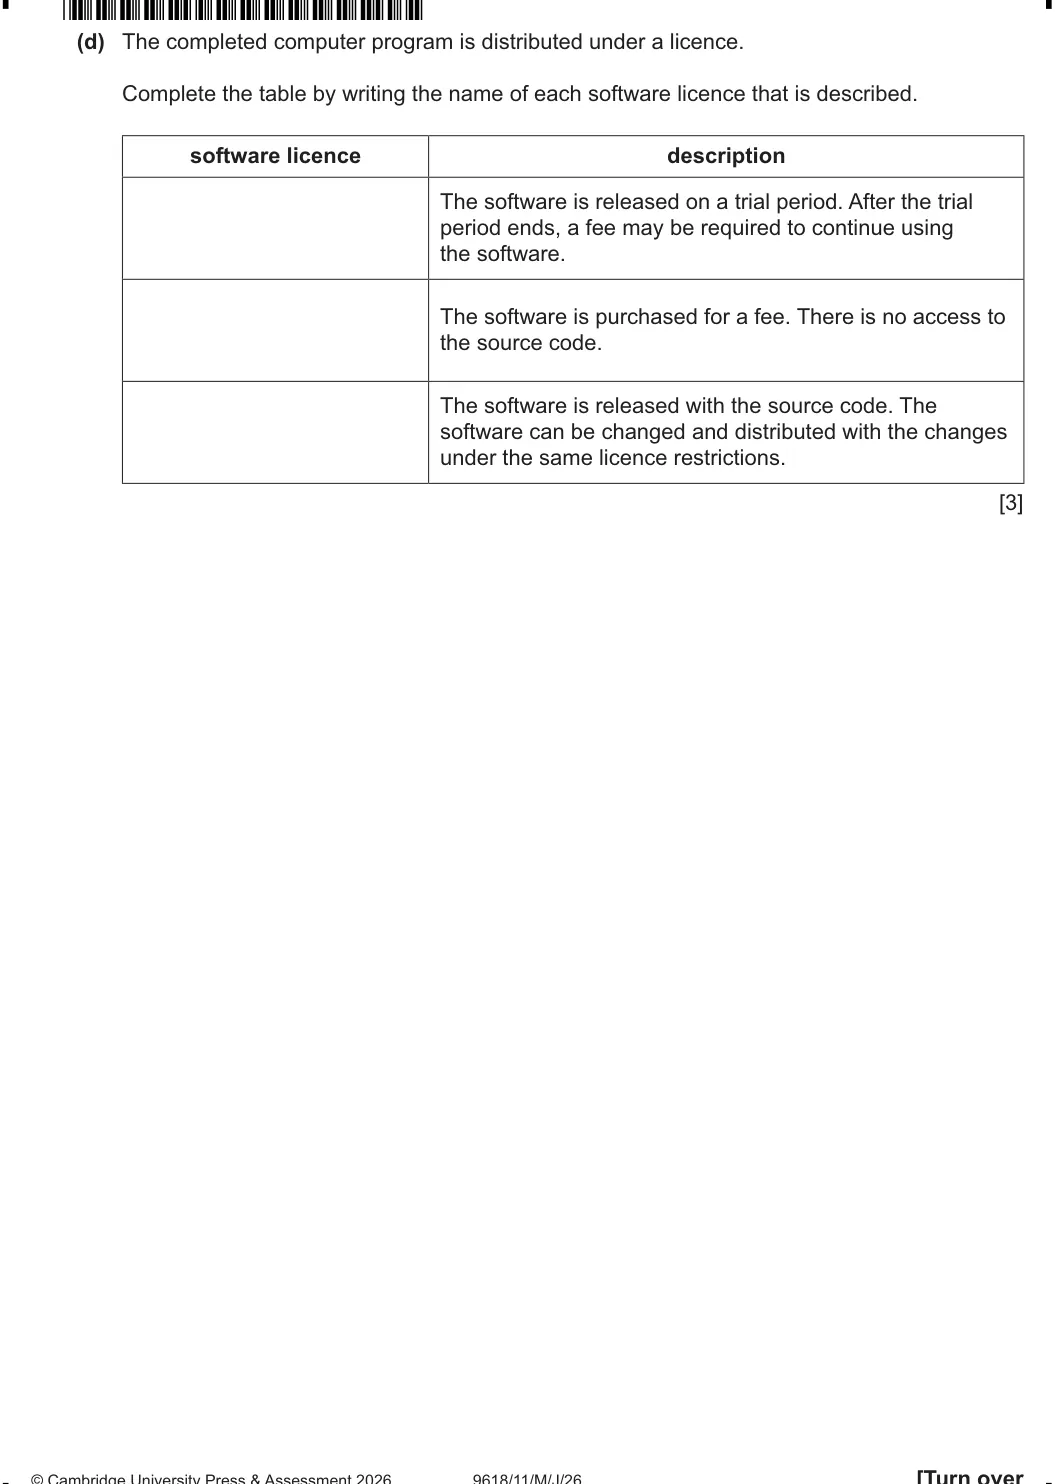 (d) The completed computer program is distributed under a licence.
Complete the table by writing the name of each software licence that is described.
software licence description
The software is released on a trial period. After the trial
period ends, a fee may be required to continue using
the software.
The software is purchased for a fee. There is no access to
the source code.
The software is released with the source code. The
software can be changed and distributed with the changes
under the same licence restrictions.
[3]
© Cambridge University Press & Assessment 2026 9618/11/M/J/26 [Turn over